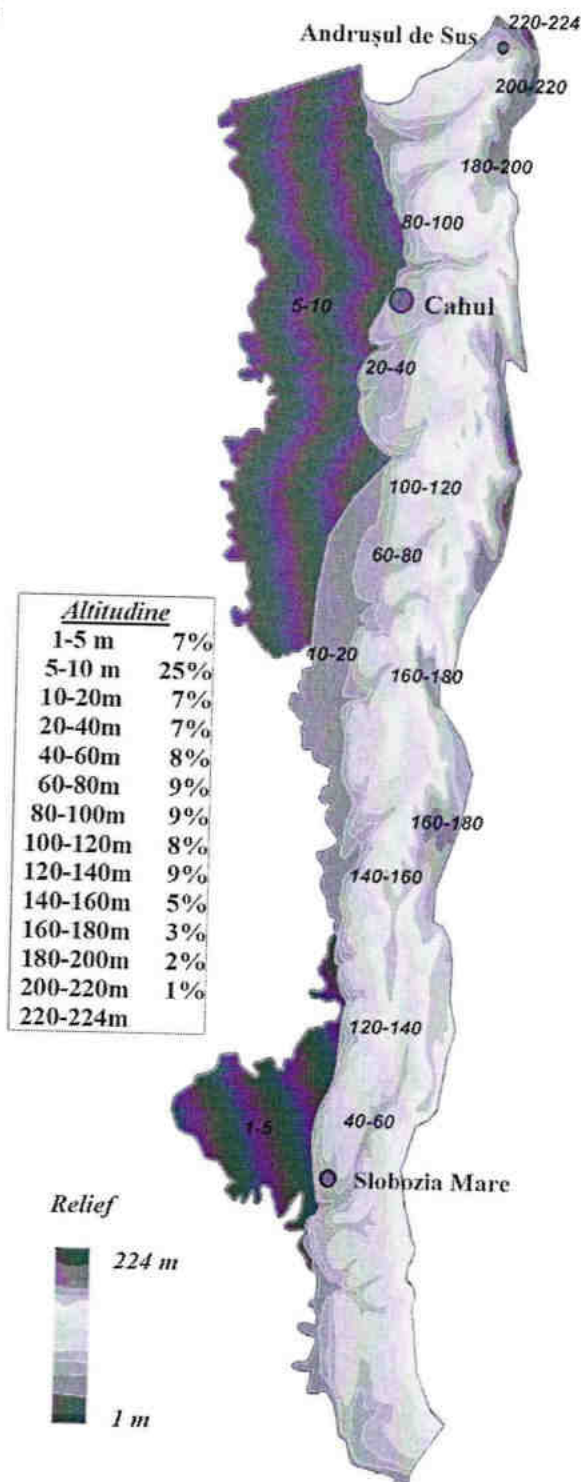 Andrușul de Sus
220-224
200-220
180-200
80-100
5-10
Cahul
20-40
100-120
60-80
10-20
160-180
160-180
140-160
120-140
1-5
40-60
Slobozia Mare
Altitudine
1-5 m 7%
5-10 m 25%
10-20m 7%
20-40m 7%
40-60m 8%
60-80m 9%
80-100m 9%
100-120m 8%
120-140m 9%
140-160m 5%
160-180m 3%
180-200m 2%
200-220m 1%
220-224m
Relief
224 m
1 m